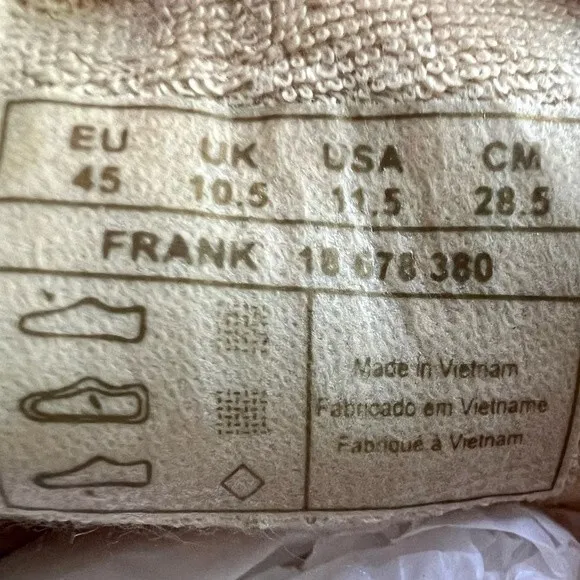 EU UK USA CM
45 10.5 11.5 28.5
FRANK 18 678 380
Made in Vietnam
Fabricado em Vietname
Fabriqué à Vietnam